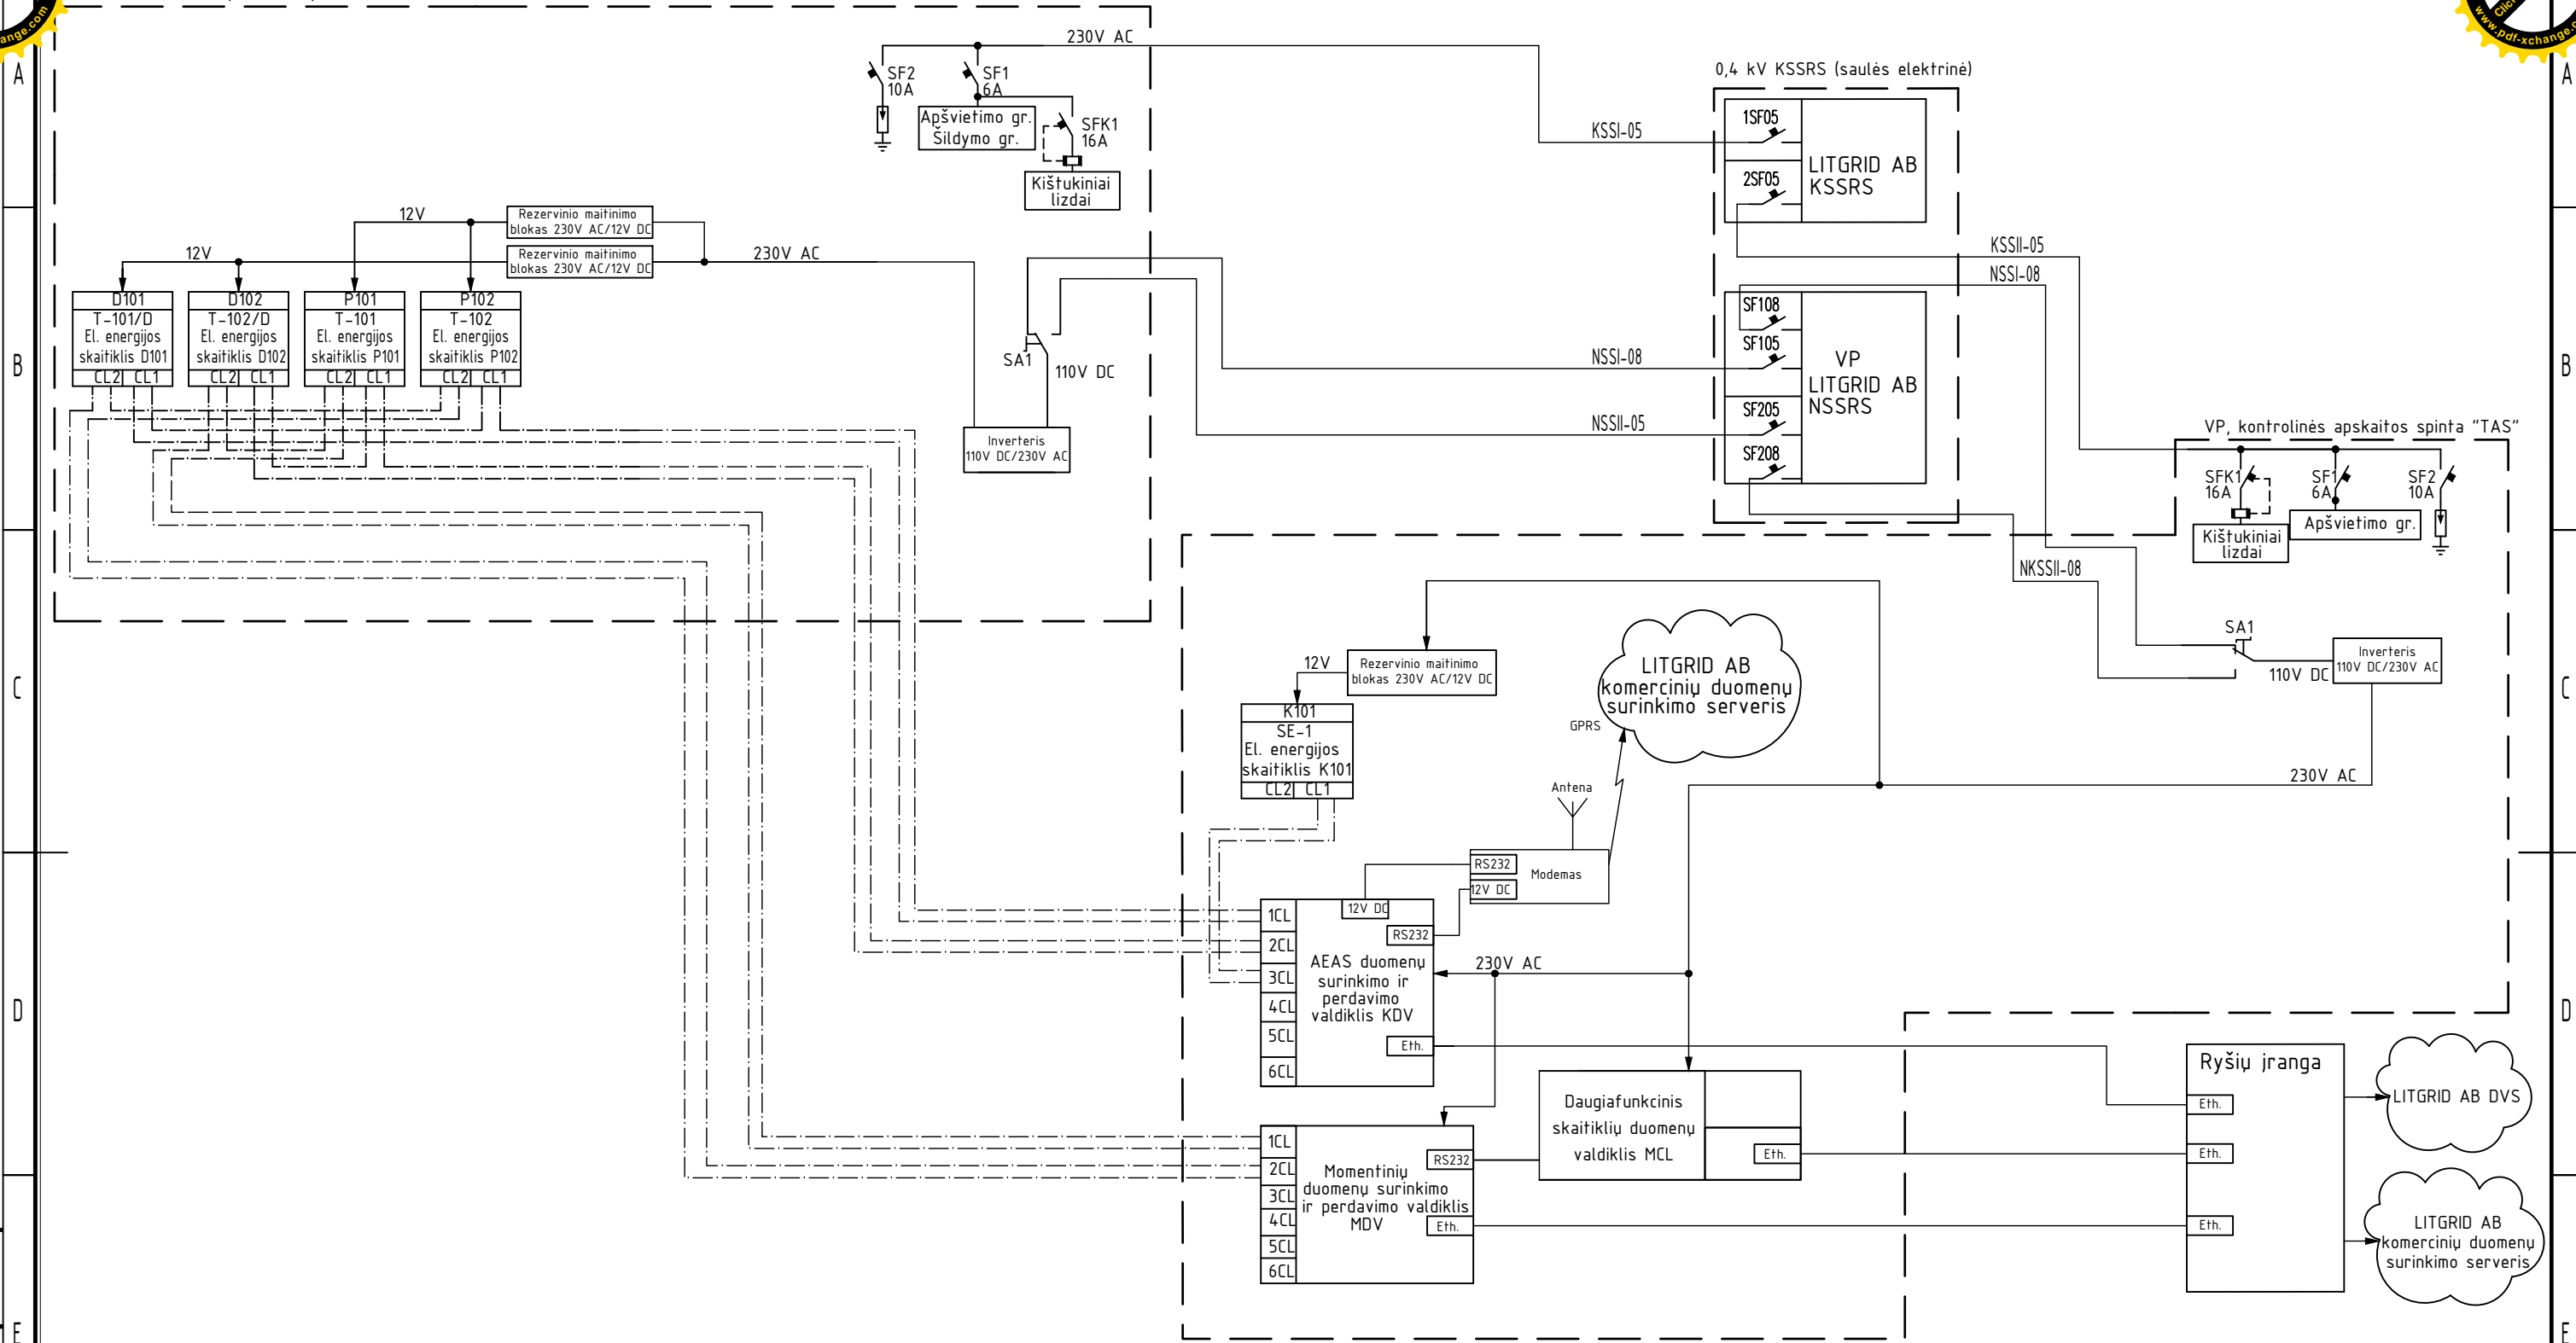 ange.com
Click
www.pdf-xchange.c
A
A
230V AC
SF2
10A
SF1
6A
Apšvietimo gr.
Šildymo gr.
SFK1
16A
Kištukiniai
lizdai
0,4 kV KSSRS (saulės elektrinė)
KSSI-05
1SF05
2SF05
LITGRID AB
KSSRS
KSSII-05
NSSI-08
12V
Rezervinio maitinimo
blokas 230V AC/12V DC
12V
Rezervinio maitinimo
blokas 230V AC/12V DC
230V AC
B
B
D101
T-101/D
El. energijos
skaitiklis D101
CL2 CL1
D102
T-102/D
El. energijos
skaitiklis D102
CL2 CL1
P101
T-101
El. energijos
skaitiklis P101
CL2 CL1
P102
T-102
El. energijos
skaitiklis P102
CL2 CL1
SA1
110V DC
Inverteris
110V DC/230V AC
NSSI-08
NSSII-05
SF108
SF105
SF205
SF208
VP
LITGRID AB
NSSRS
VP, kontrolinės apskaitos spinta "TAS"
SFK1
16A
SF1
6A
SF2
10A
Kištukiniai
lizdai
Apšvietimo gr.
NKSSII-08
C
C
SA1
110V DC
Inverteris
110V DC/230V AC
230V AC
12V
Rezervinio maitinimo
blokas 230V AC/12V DC
K101
SE-1
El. energijos
skaitiklis K101
CL2 CL1
LITGRID AB
komercinių duomenų
surinkimo serveris
GPRS
Antena
RS232
12V DC
Modemas
D
D
1CL
2CL
3CL
4CL
5CL
6CL
12V DC
RS232
AEAS duomenų
surinkimo ir
perdavimo
valdiklis KDV
Eth.
230V AC
Daugiafunkcinis
skaitiklių duomenų
valdiklis MCL
Eth.
1CL
2CL
3CL
4CL
5CL
6CL
Momentinių
duomenų surinkimo
ir perdavimo valdiklis
MDV
RS232
Eth.
Ryšių įranga
Eth.
Eth.
Eth.
LITGRID AB DVS
LITGRID AB
komercinių duomenų
surinkimo serveris
E
E